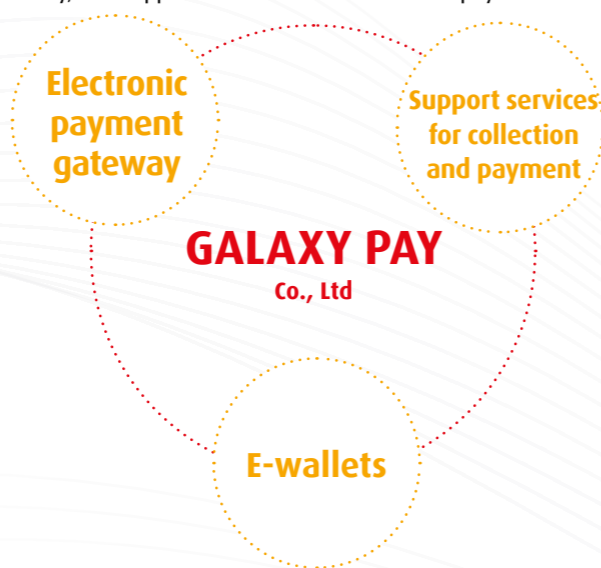 Electronic
payment
gateway
Support services
for collection
and payment
GALAXY PAY
Co., Ltd
E-wallets